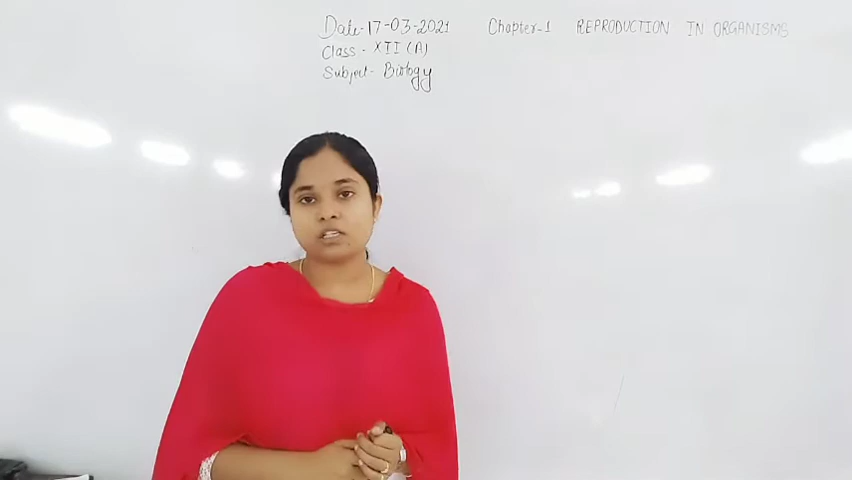 Date-17-03-2021 Chapter-1 REPRODUCTION IN ORGANISMS
Class - XII (A)
Subject- Biology